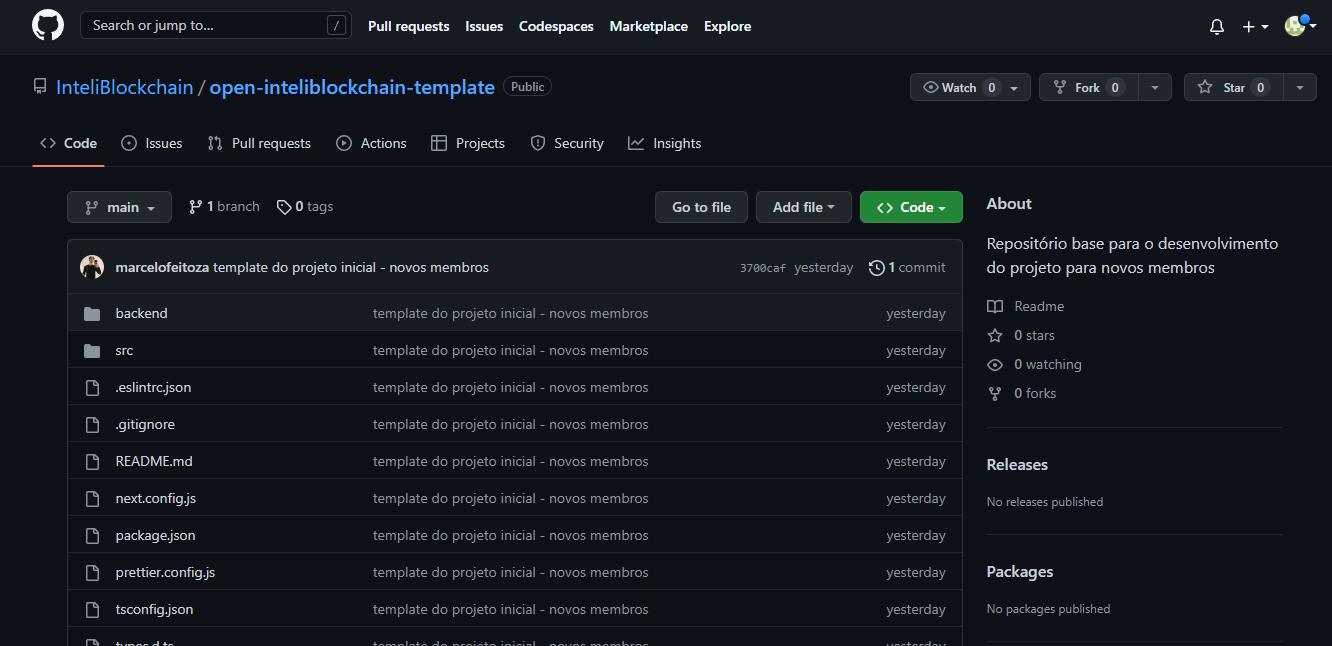 Search or jump to... / Pull requests Issues Codespaces Marketplace Explore
InteliBlockchain / open-inteliblockchain-template Public Watch 0 Fork 0 Star 0
Code Issues Pull requests Actions Projects Security Insights
main 1 branch 0 tags Go to file Add file Code
marcelofeitoza template do projeto inicial - novos membros 3700caf yesterday 1 commit
backend template do projeto inicial - novos membros yesterday
src template do projeto inicial - novos membros yesterday
.eslintrc.json template do projeto inicial - novos membros yesterday
.gitignore template do projeto inicial - novos membros yesterday
README.md template do projeto inicial - novos membros yesterday
next.config.js template do projeto inicial - novos membros yesterday
package.json template do projeto inicial - novos membros yesterday
prettier.config.js template do projeto inicial - novos membros yesterday
tsconfig.json template do projeto inicial - novos membros yesterday
types.d.ts template do projeto inicial - novos membros yesterday
About
Repositório base para o desenvolvimento
do projeto para novos membros
Readme
0 stars
0 watching
0 forks
Releases
No releases published
Packages
No packages published